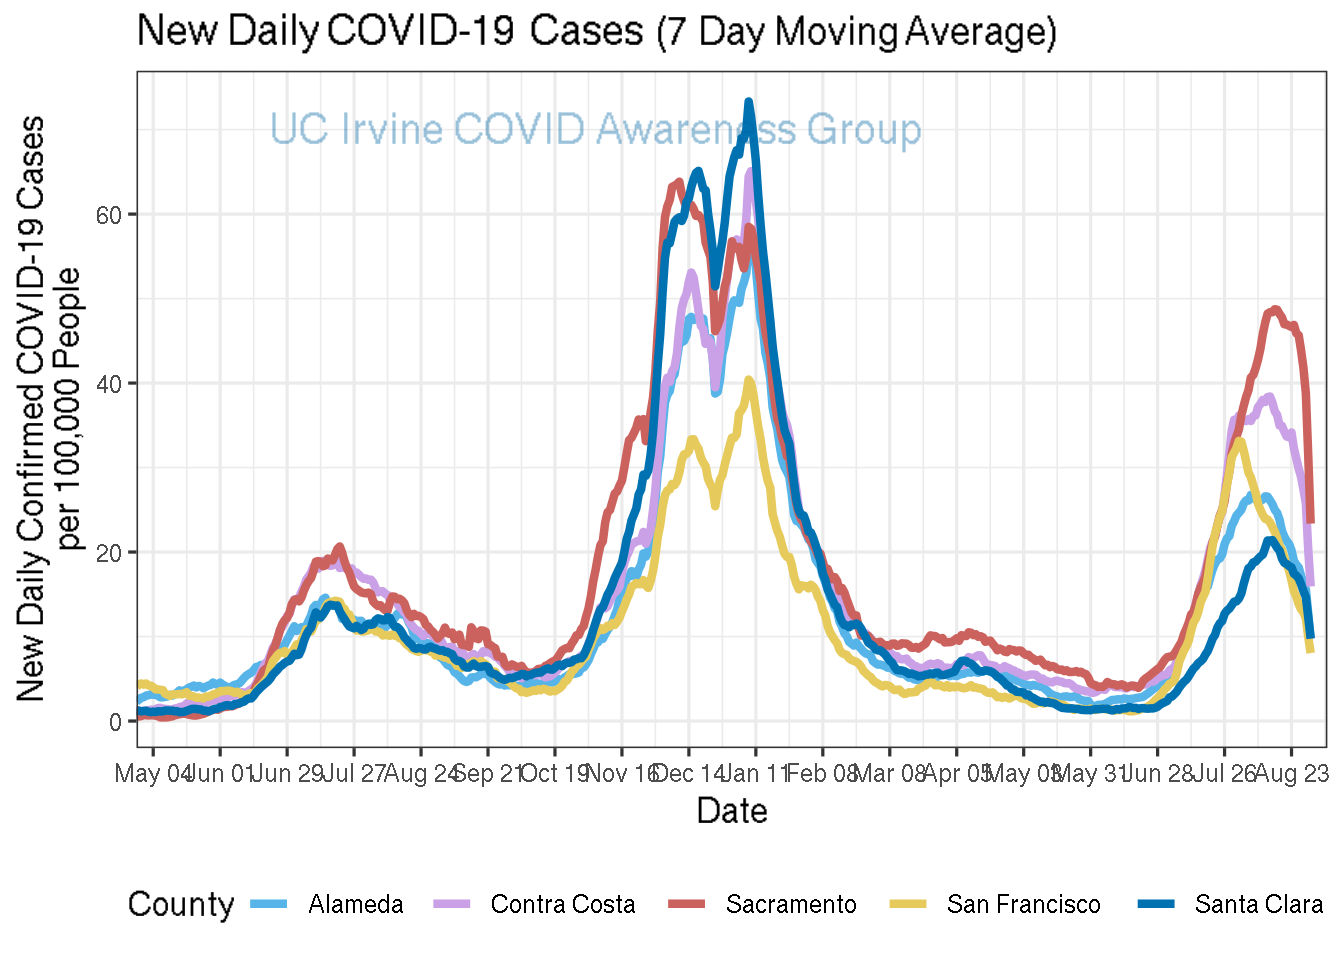 New Daily COVID-19 Cases (7 Day Moving Average)
UC Irvine COVID Awareness Group
New Daily Confirmed COVID-19 Cases
per 100,000 People
60
40
20
0
May 04 Jun 01 Jun 29 Jul 27 Aug 24 Sep 21 Oct 19 Nov 16 Dec 14 Jan 11 Feb 08 Mar 08 Apr 05 May 03 May 31 Jun 28 Jul 26 Aug 23
Date
County Alameda Contra Costa Sacramento San Francisco Santa Clara